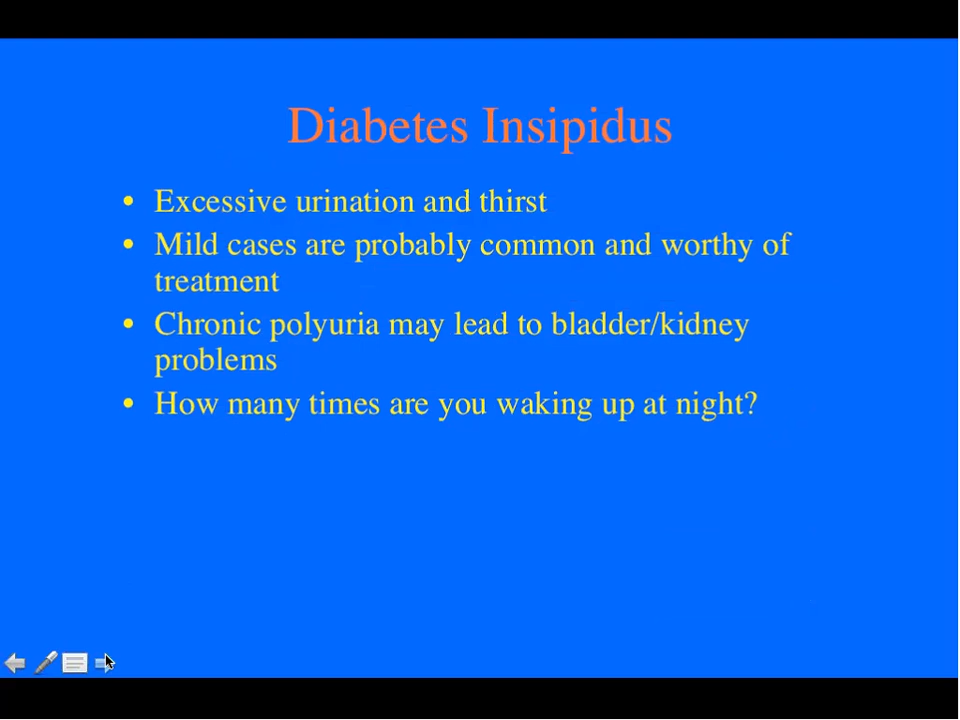 Diabetes Insipidus
• Excessive urination and thirst
• Mild cases are probably common and worthy of
treatment
• Chronic polyuria may lead to bladder/kidney
problems
• How many times are you waking up at night?